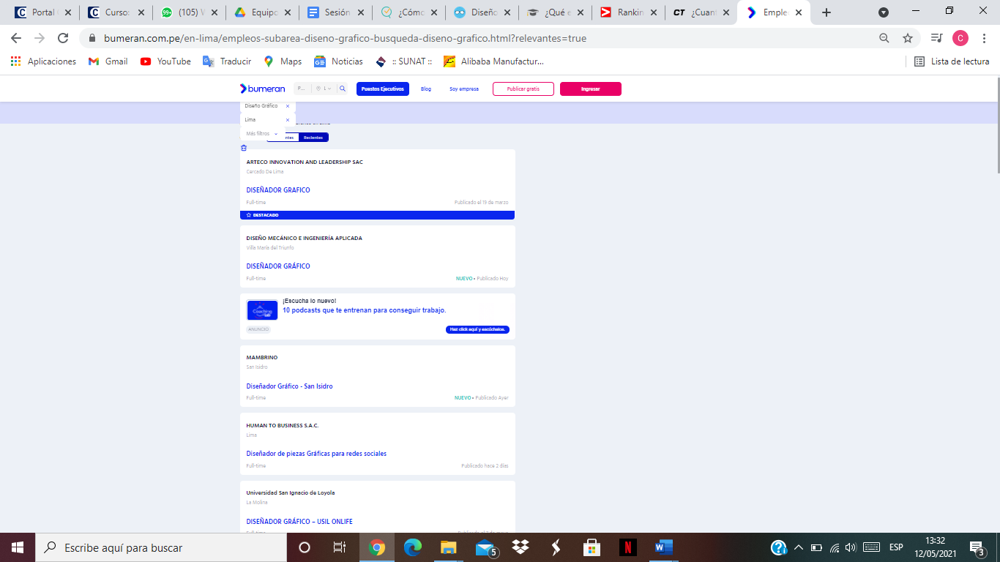 Portal
Curso:
(105) W
Equipo
Sesión
¿Cómo
Diseño
¿Qué e
Rankin
CT ¿Cuant
Emple
bumeran.com.pe/en-lima/empleos-subarea-diseno-grafico-busqueda-diseno-grafico.html?relevantes=true
C
Aplicaciones
Gmail
YouTube
Traducir
Maps
Noticias
:: SUNAT ::
Alibaba Manufactur...
Lista de lectura
bumeran
P...
L
Puestos Ejecutivos
Blog
Soy empresa
Publicar gratis
Ingresar
Diseño Gráfico
Lima
Más filtros
Recientes
ARTECO INNOVATION AND LEADERSHIP SAC
Cercado De Lima
DISEÑADOR GRAFICO
Full-time
Publicado el 19 de marzo
DESTACADO
DISEÑO MECÁNICO E INGENIERÍA APLICADA
Villa María del Triunfo
DISEÑADOR GRÁFICO
Full-time
NUEVO • Publicado Hoy
Coaching lab
¡Escucha lo nuevo!
10 podcasts que te entrenan para conseguir trabajo.
ANUNCIO
Haz click aquí y escúchalos.
MAMBRINO
San Isidro
Diseñador Gráfico - San Isidro
Full-time
NUEVO • Publicado Ayer
HUMAN TO BUSINESS S.A.C.
Lima
Diseñador de piezas Gráficas para redes sociales
Full-time
Publicado hace 2 días
Universidad San Ignacio de Loyola
La Molina
DISEÑADOR GRÁFICO – USIL ONLIFE
Escribe aquí para buscar
5
ESP
13:32
12/05/2021
3